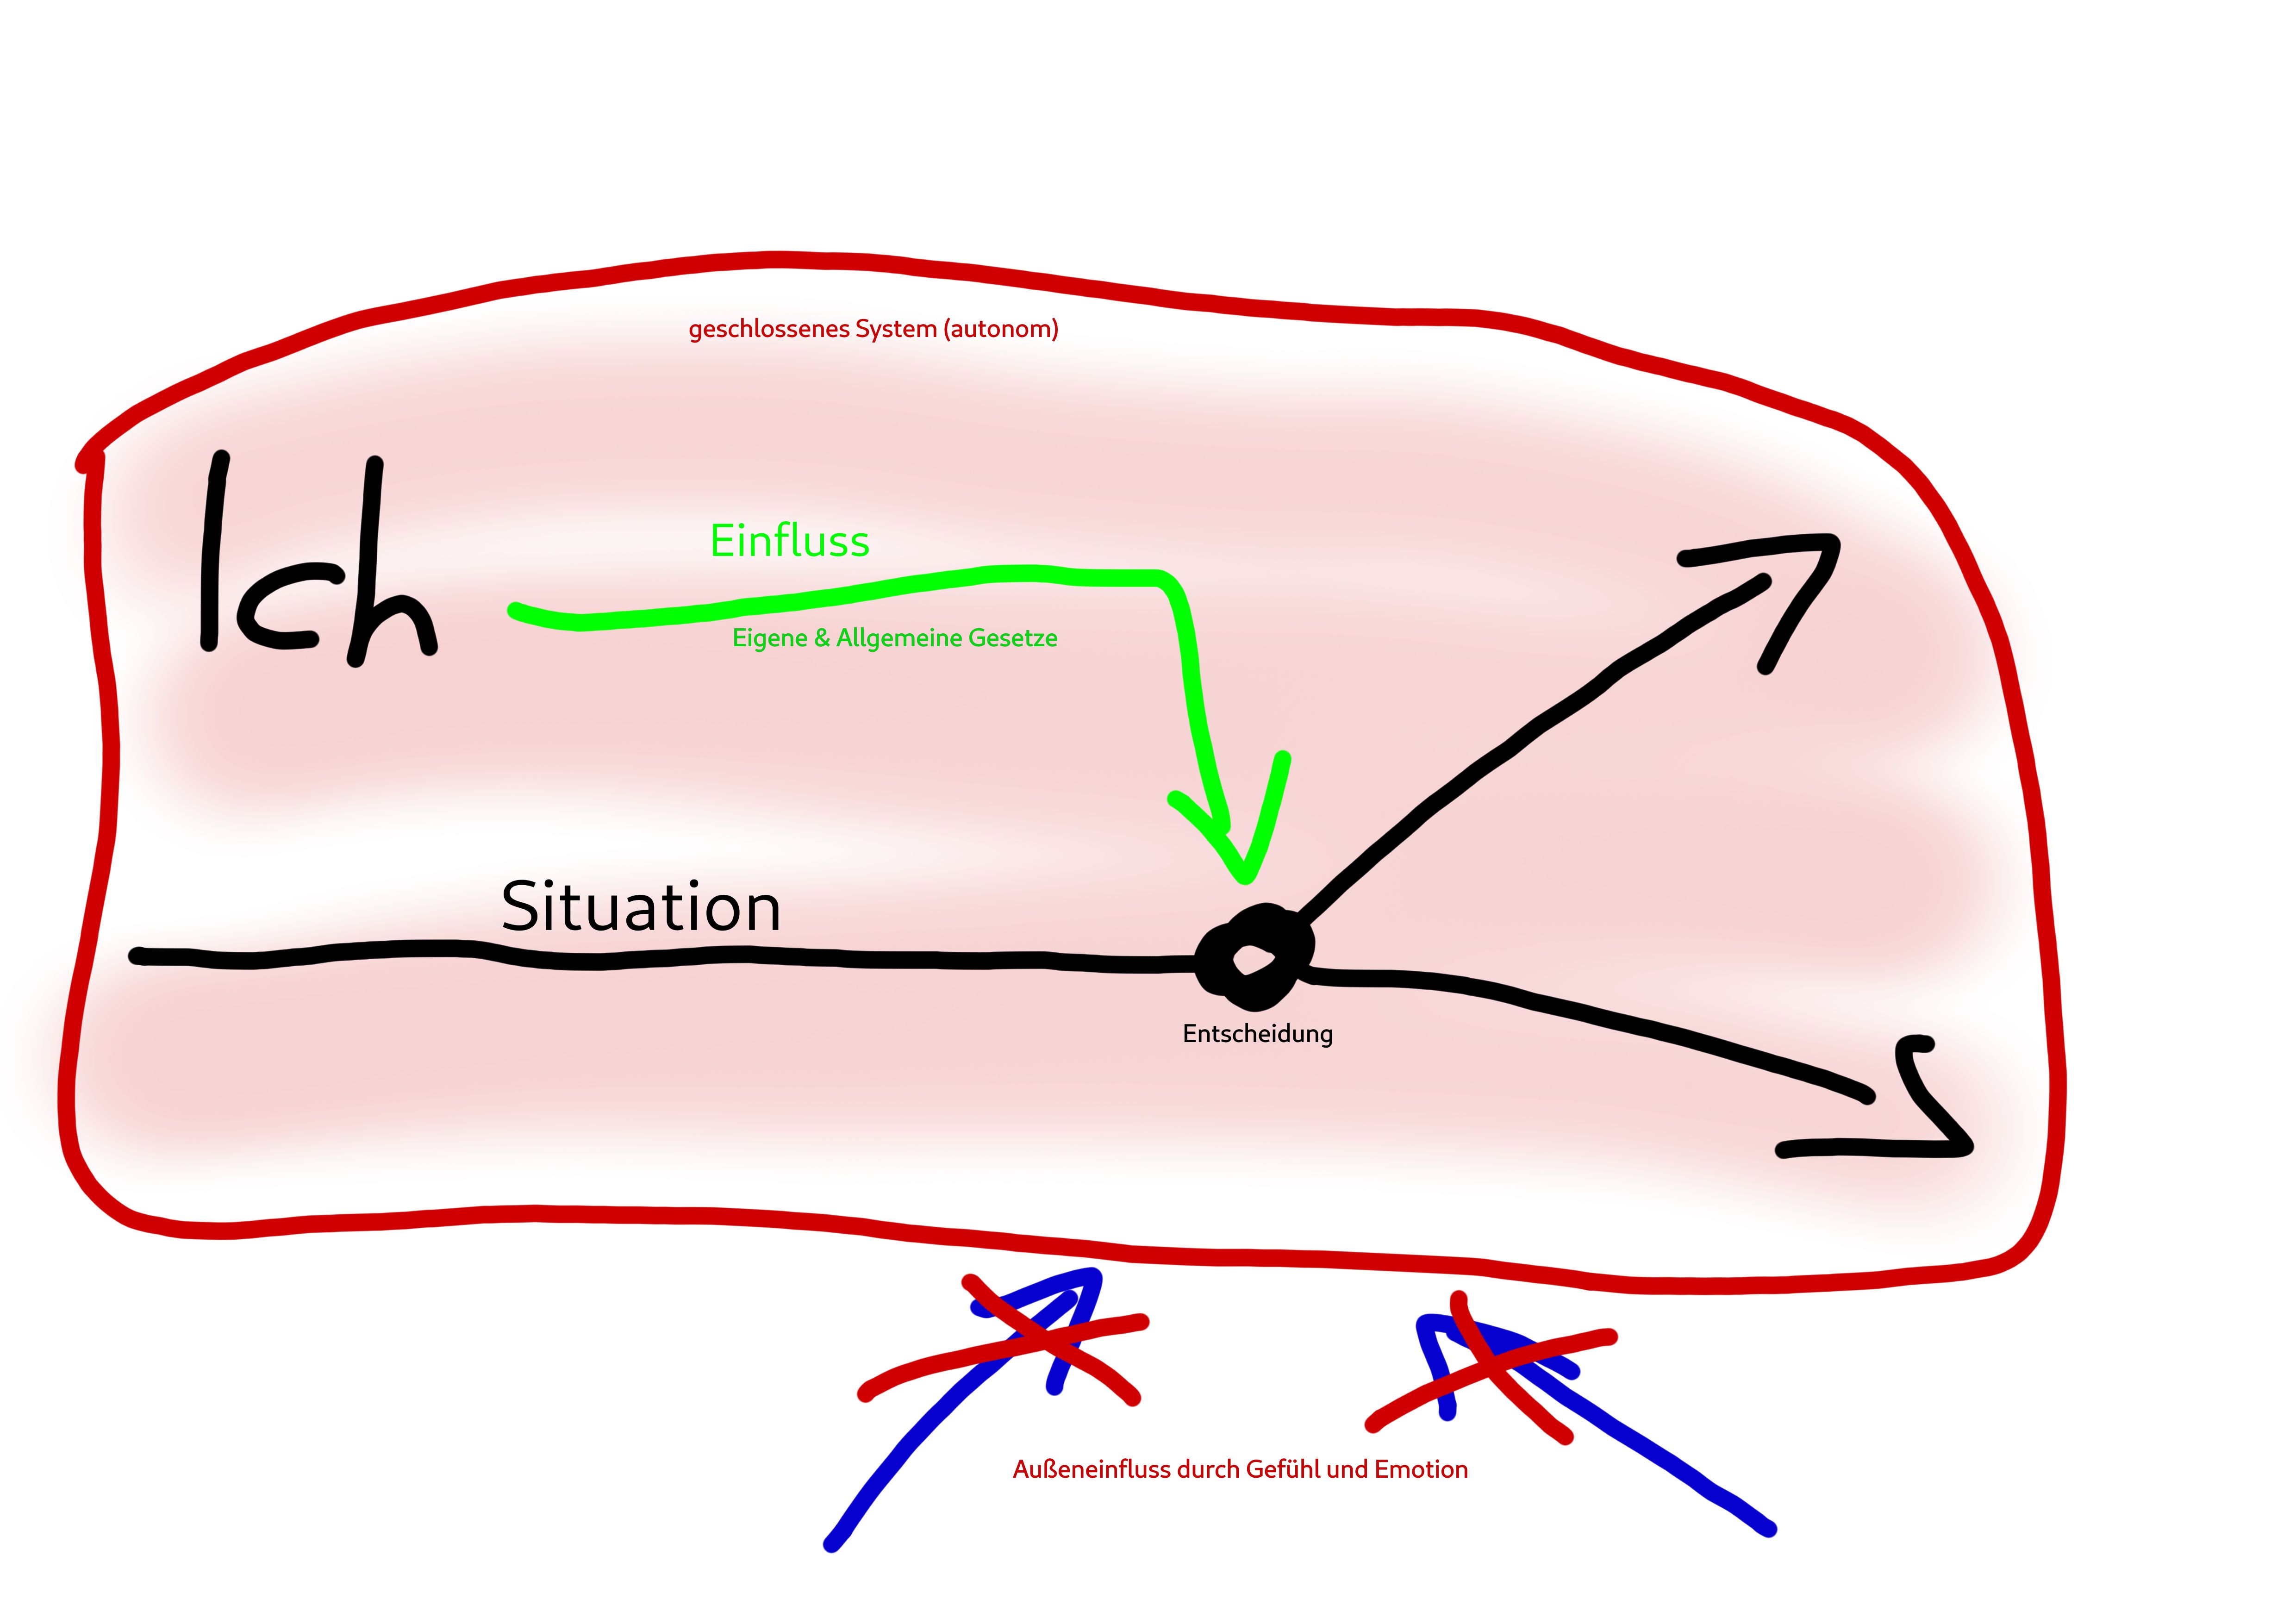 geschlossenes System (autonom)
Ich
Einfluss
Eigene & Allgemeine Gesetze
Situation
Entscheidung
Außeneinfluss durch Gefühl und Emotion